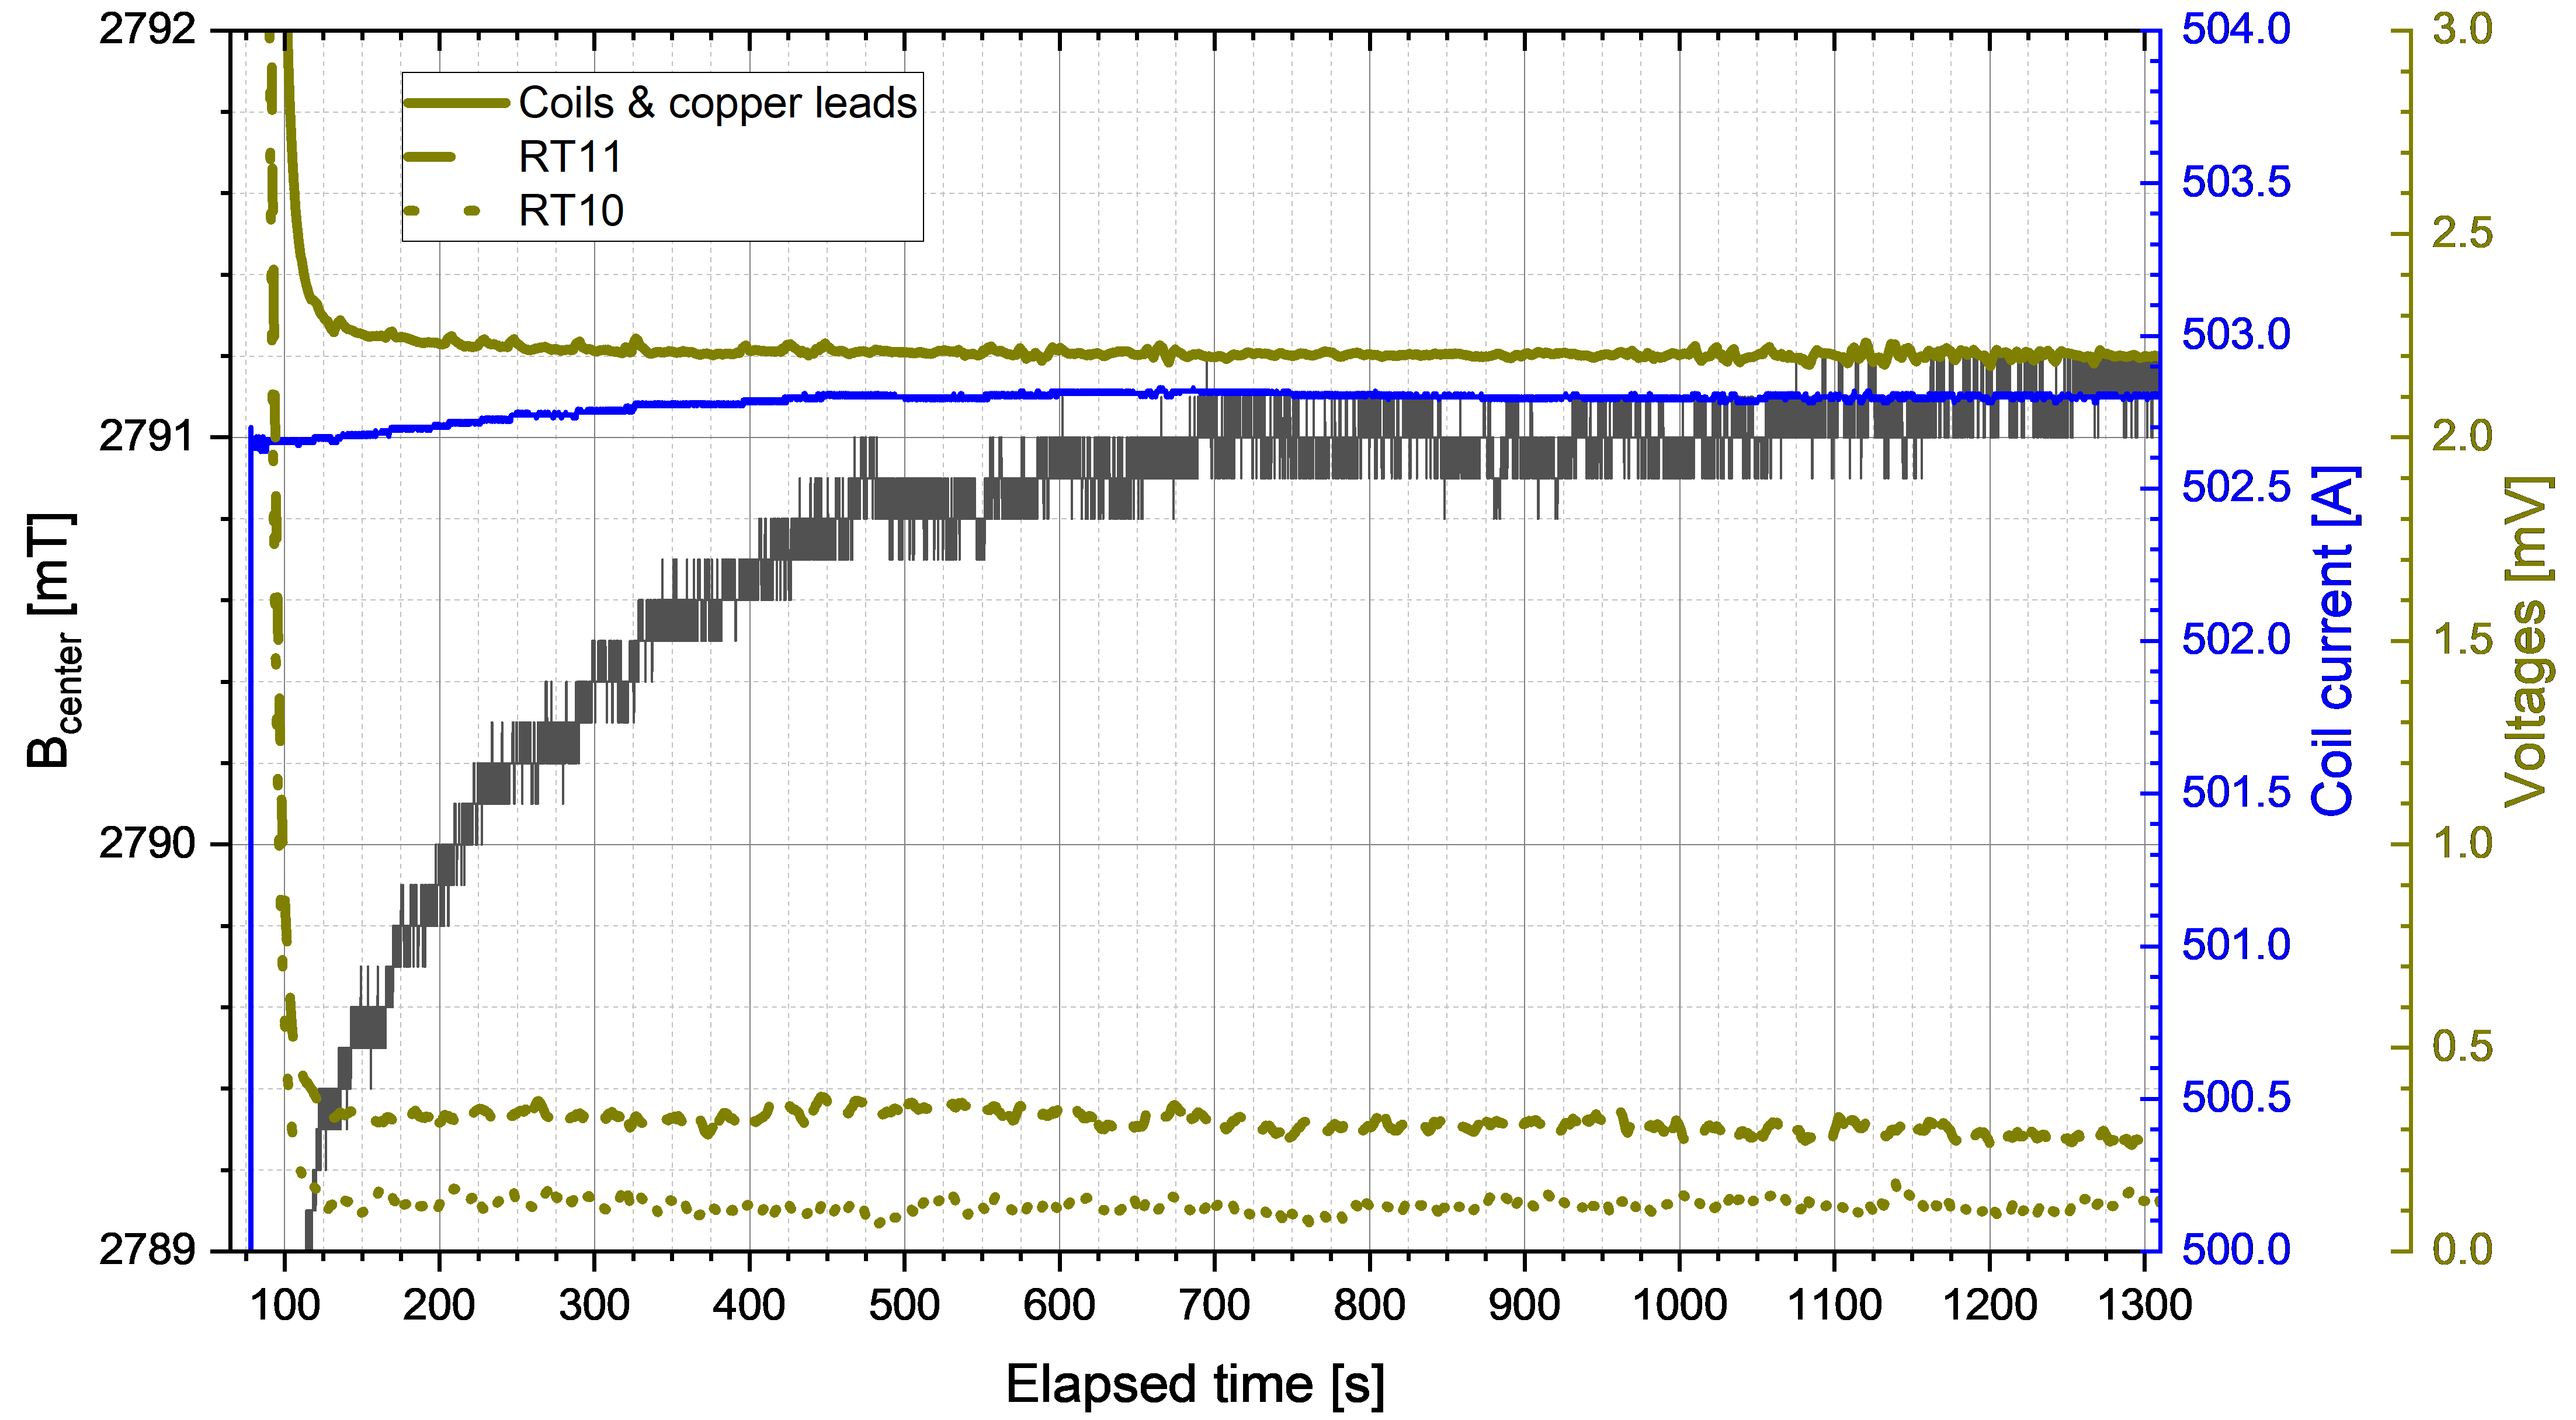 2792
2791
2790
2789
B_center [mT]
Coils & copper leads
RT11
RT10
100 200 300 400 500 600 700 800 900 1000 1100 1200 1300
Elapsed time [s]
504.0
503.5
503.0
502.5
502.0
501.5
501.0
500.5
500.0
Coil current [A]
3.0
2.5
2.0
1.5
1.0
0.5
0.0
Voltages [mV]